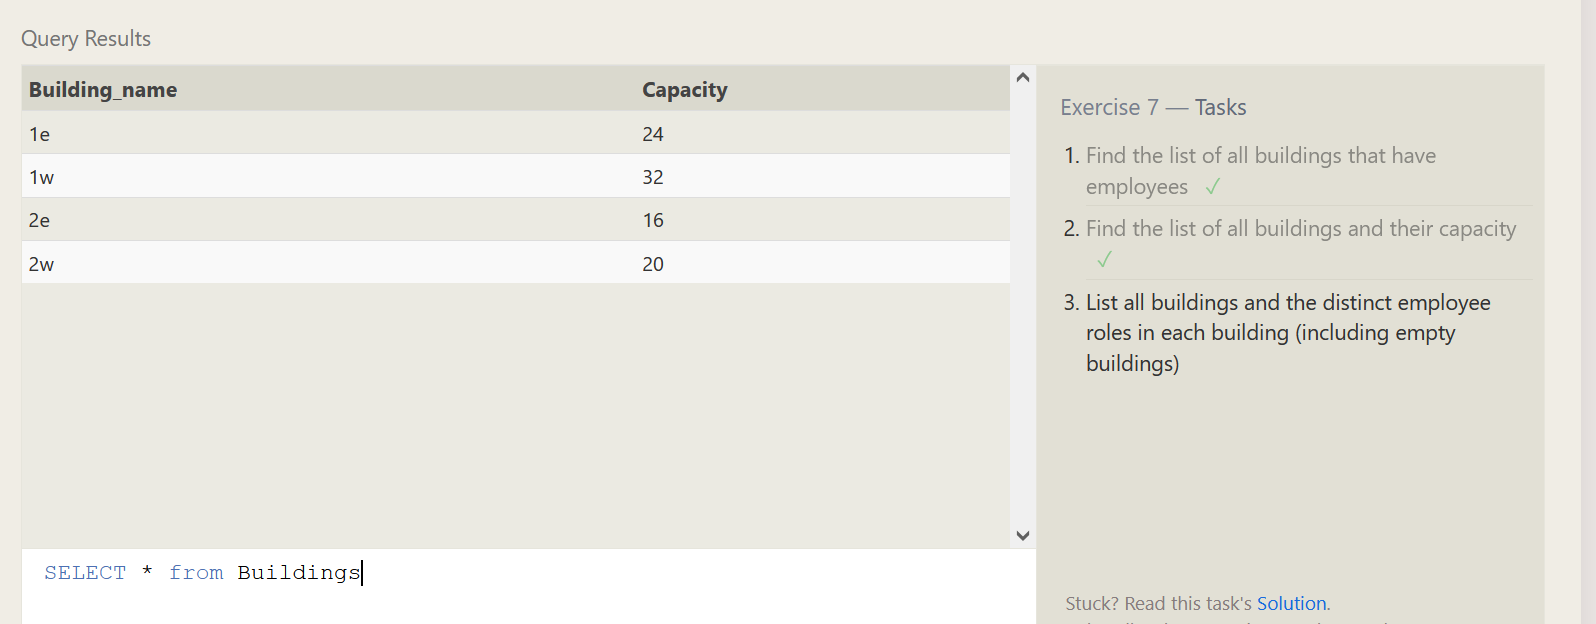 Query Results
Building_name Capacity
1e 24
1w 32
2e 16
2w 20
SELECT * from Buildings
Exercise 7 — Tasks
1. Find the list of all buildings that have
employees ✓
2. Find the list of all buildings and their capacity
✓
3. List all buildings and the distinct employee
roles in each building (including empty
buildings)
Stuck? Read this task's Solution.